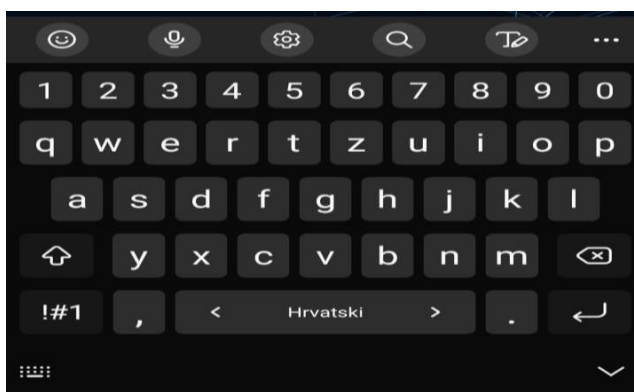 1 2 3 4 5 6 7 8 9 0
q w e r t z u i o p
a s d f g h j k l
y x c v b n m
!#1 , < Hrvatski > .